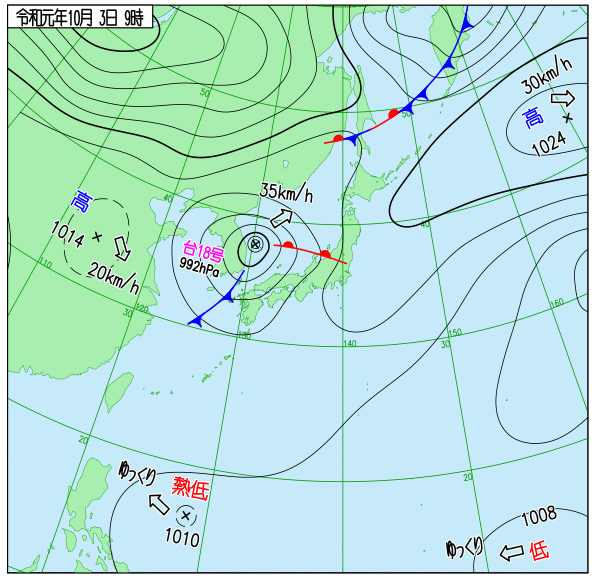 令和元年10月 3日 9時
30km/h
高
1024
50
50
35km/h
高
1014
20km/h
40
40
台18号
992hPa
110
120
30
130
140
150
30
160
20
20
ゆっくり
熱低
1010
1008
ゆっくり
低